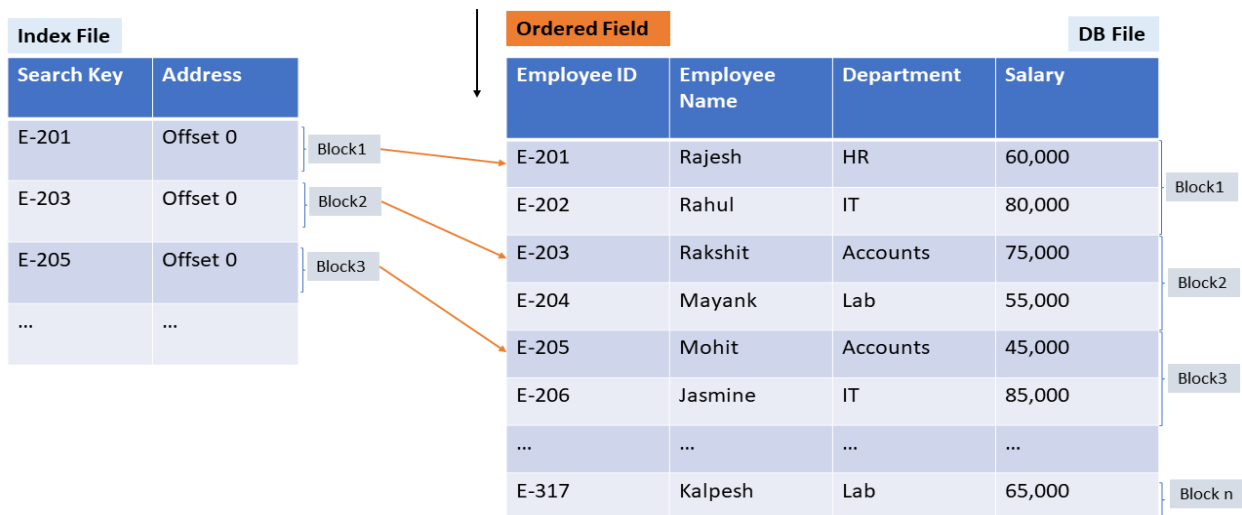 Index File
Search Key Address
E-201 Offset 0
E-203 Offset 0
E-205 Offset 0
... ...
Block1
Block2
Block3
Ordered Field
DB File
Employee ID Employee Name Department Salary
E-201 Rajesh HR 60,000
E-202 Rahul IT 80,000
E-203 Rakshit Accounts 75,000
E-204 Mayank Lab 55,000
E-205 Mohit Accounts 45,000
E-206 Jasmine IT 85,000
... ... ... ...
E-317 Kalpesh Lab 65,000
Block1
Block2
Block3
Block n